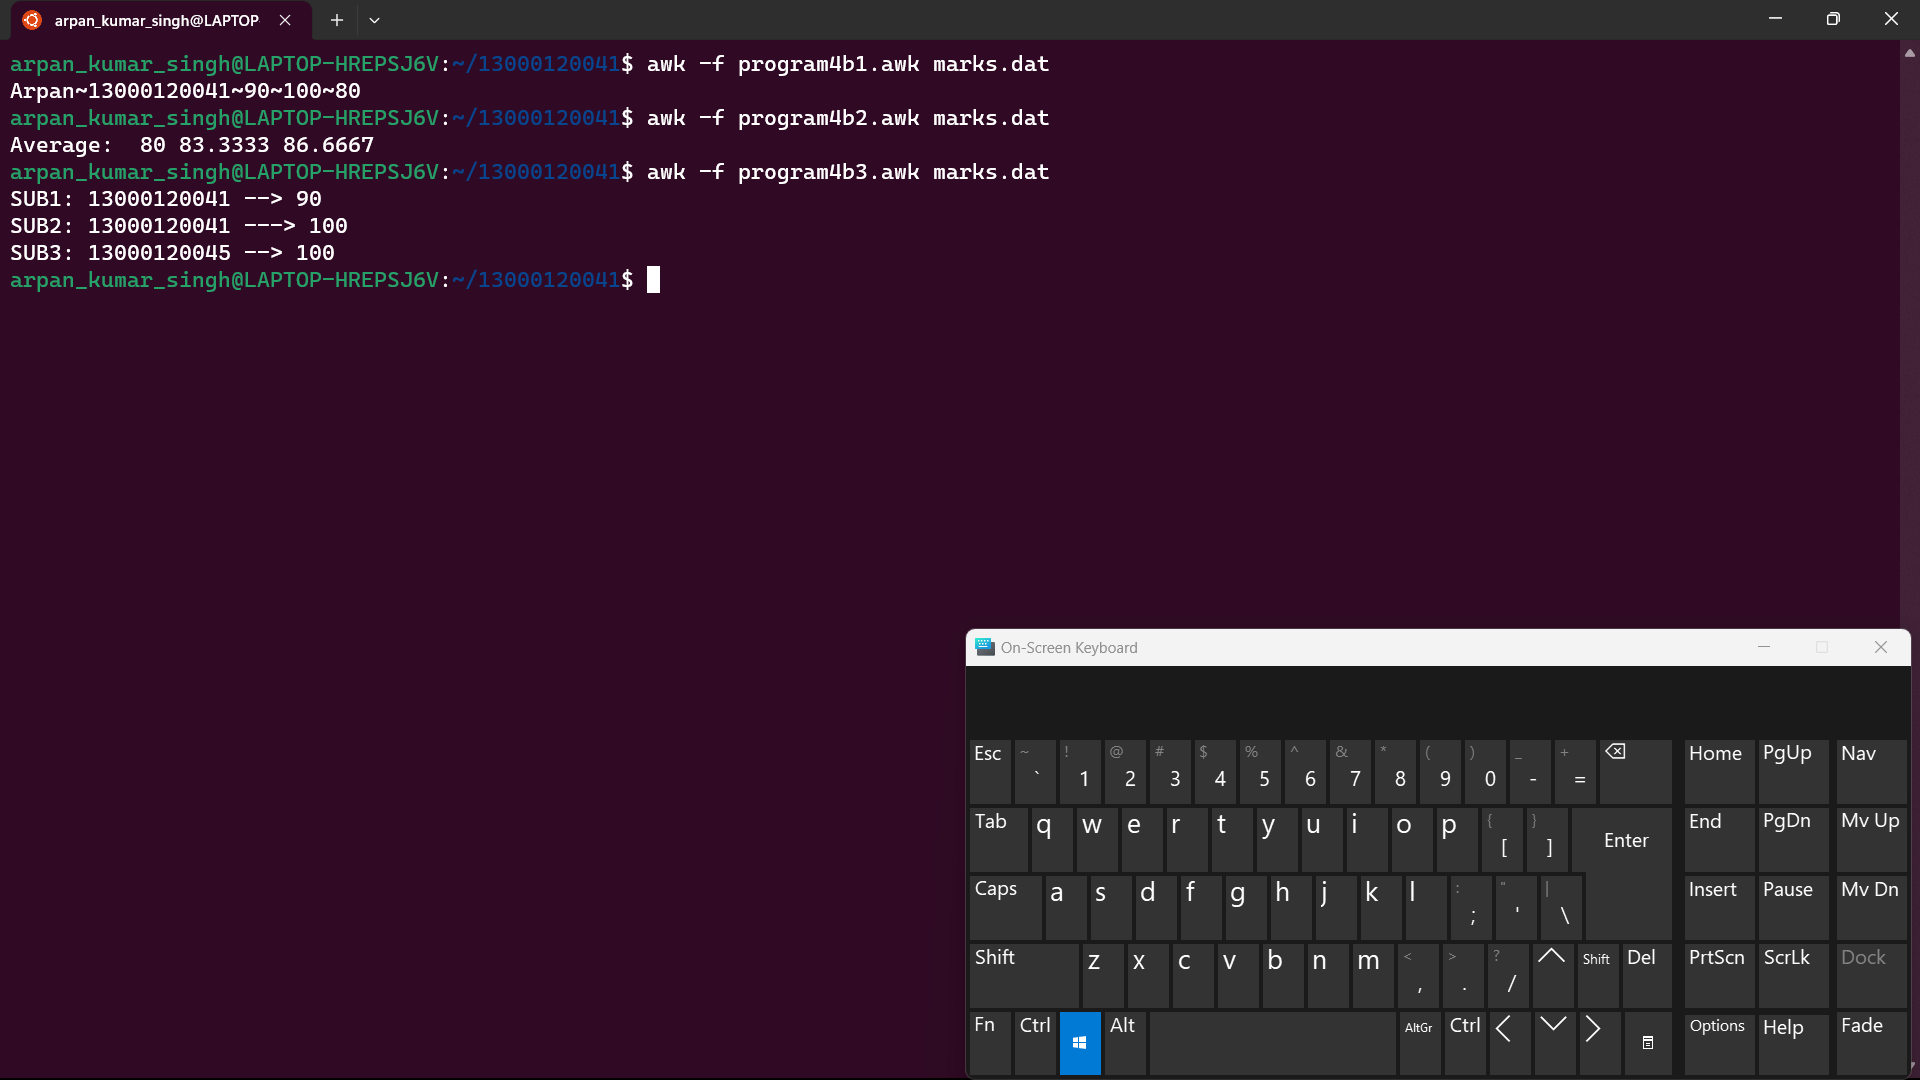 arpan_kumar_singh@LAPTOP
arpan_kumar_singh@LAPTOP-HREPSJ6V:~/13000120041$ awk -f program4b1.awk marks.dat
Arpan~13000120041~90~100~80
arpan_kumar_singh@LAPTOP-HREPSJ6V:~/13000120041$ awk -f program4b2.awk marks.dat
Average:  80 83.3333 86.6667
arpan_kumar_singh@LAPTOP-HREPSJ6V:~/13000120041$ awk -f program4b3.awk marks.dat
SUB1: 13000120041 --> 90
SUB2: 13000120041 ---> 100
SUB3: 13000120045 --> 100
arpan_kumar_singh@LAPTOP-HREPSJ6V:~/13000120041$
On-Screen Keyboard
Esc ~ ` ! 1 @ 2 # 3 $ 4 % 5 ^ 6 & 7 * 8 ( 9 ) 0 _ - + = Home PgUp Nav
Tab q w e r t y u i o p { [ } ] Enter End PgDn Mv Up
Caps a s d f g h j k l : ; " ' | \ Insert Pause Mv Dn
Shift z x c v b n m < , > . ? / Shift Del PrtScn ScrLk Dock
Fn Ctrl Alt AltGr Ctrl Options Help Fade